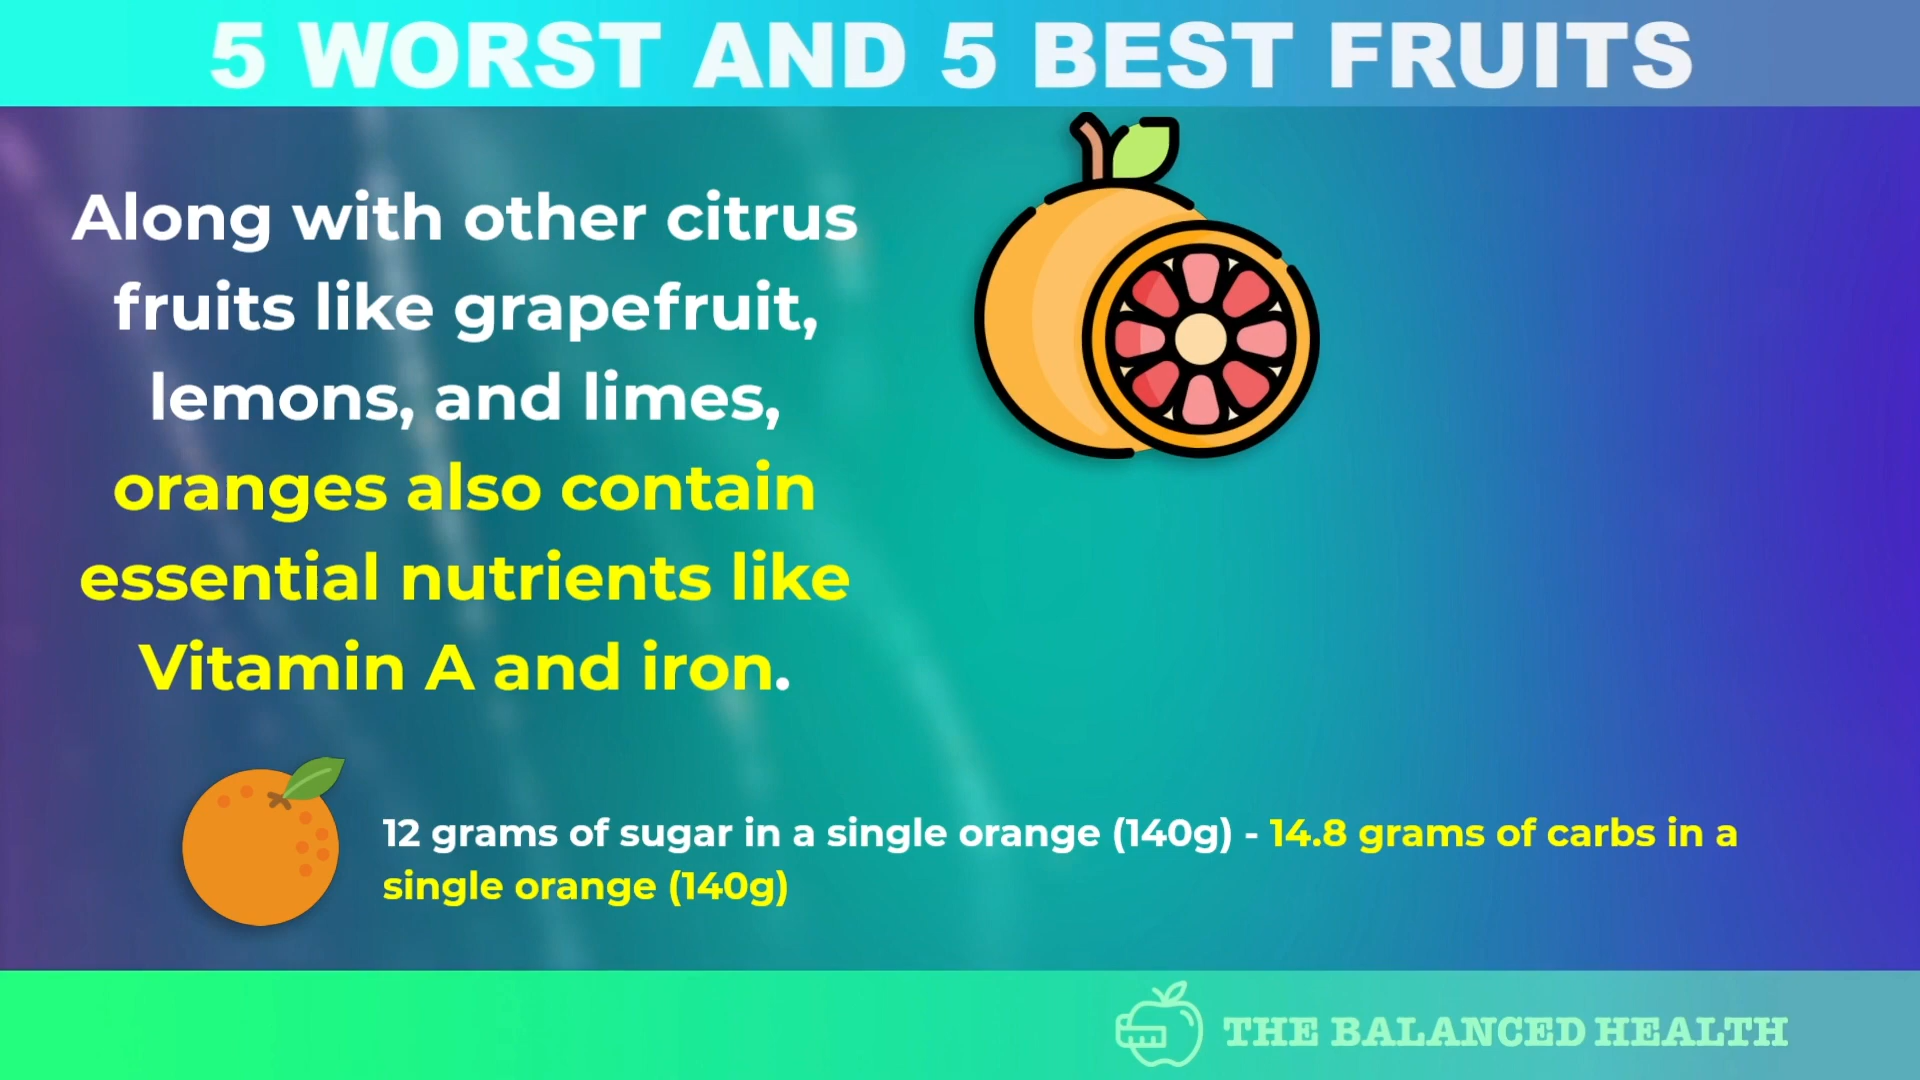 5 WORST AND 5 BEST FRUITS
Along with other citrus
fruits like grapefruit,
lemons, and limes,
oranges also contain
essential nutrients like
Vitamin A and iron.
12 grams of sugar in a single orange (140g) - 14.8 grams of carbs in a
single orange (140g)
THE BALANCED HEALTH